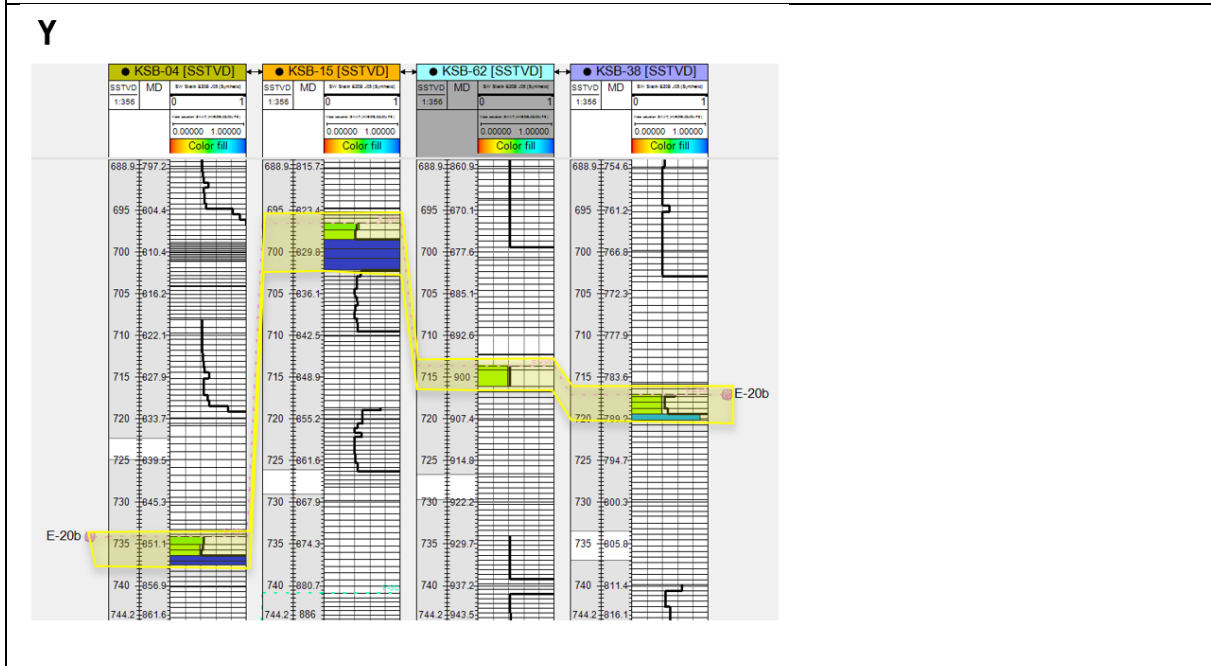 Y
KSB-04 [SSTVD] KSB-15 [SSTVD] KSB-62 [SSTVD] KSB-38 [SSTVD]
SSTVD MD SSTVD MD SSTVD MD SSTVD MD
1:356 0 1:356 0 1 1:356 0 1 1:356 0 1
0.00000 1.00000 0.00000 1.00000 0.00000 1.00000 0.00000 1.00000
Color fill Color fill Color fill Color fill
688.9 797.2 688.9 815.7 688.9 860.9 688.9 754.6
695 804.4 695 823.4 695 870.1 695 761.2
700 810.4 700 829.8 700 877.6 700 766.8
705 816.2 705 836.1 705 885.1 705 772.3
710 822.1 710 842.5 710 892.6 710 777.9
715 827.9 715 848.9 715 900 715 783.6
E-20b
720 833.7 720 855.2 720 907.4 720 789.2
725 839.5 725 861.6 725 914.8 725 794.7
730 845.3 730 867.9 730 922.2 730 800.3
E-20b
735 851.1 735 874.3 735 929.7 735 805.8
740 856.9 740 880.7 740 937.2 740 811.4
744.2 861.6 744.2 886 744.2 943.5 744.2 816.1